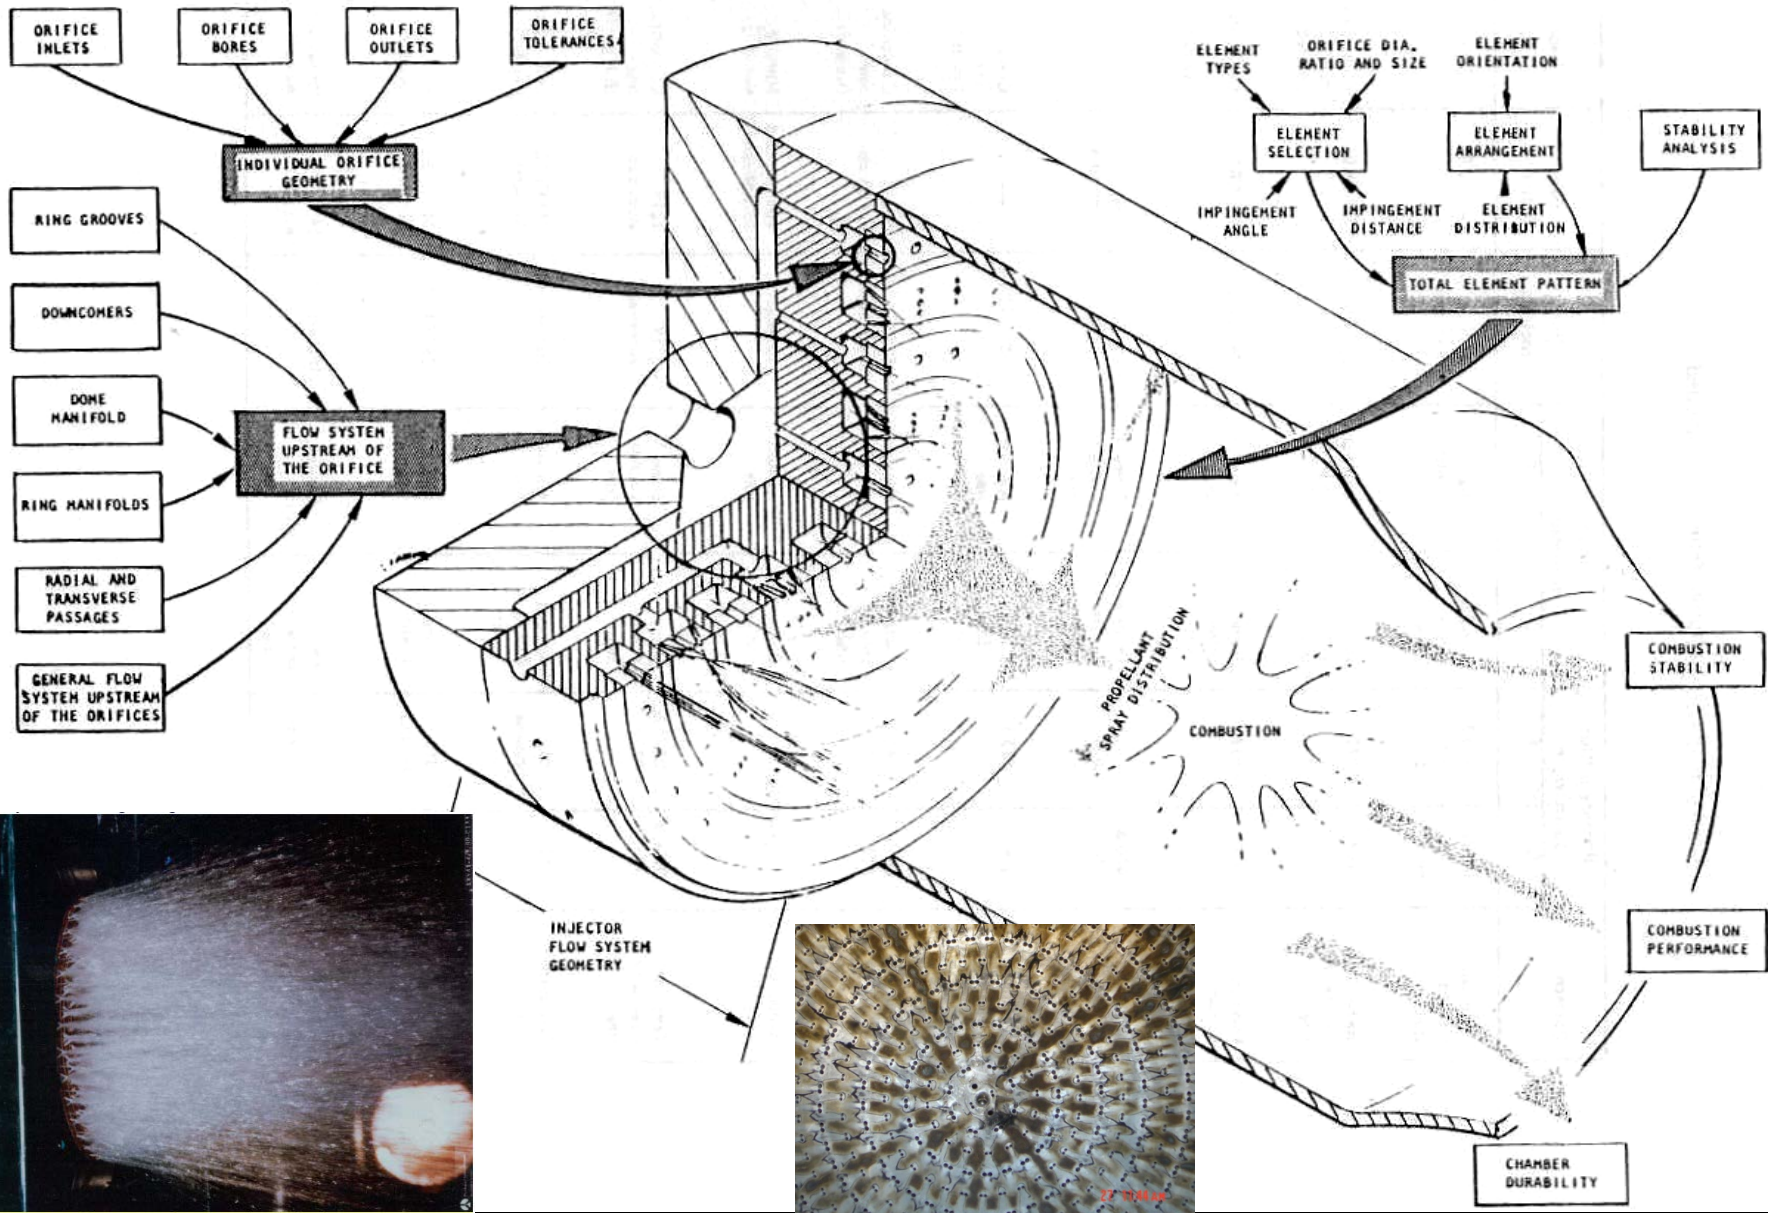 ORIFICE
INLETS
ORIFICE
BORES
ORIFICE
OUTLETS
ORIFICE
TOLERANCES
INDIVIDUAL ORIFICE
GEOMETRY
ELEMENT
TYPES
ORIFICE DIA.
RATIO AND SIZE
ELEMENT
ORIENTATION
ELEMENT
SELECTION
ELEMENT
ARRANGEMENT
STABILITY
ANALYSIS
IMPINGEMENT
ANGLE
IMPINGEMENT
DISTANCE
ELEMENT
DISTRIBUTION
TOTAL ELEMENT PATTERN
RING GROOVES
DOWNCOMERS
DOME
MANIFOLD
RING MANIFOLDS
RADIAL AND
TRANSVERSE
PASSAGES
GENERAL FLOW
SYSTEM UPSTREAM
OF THE ORIFICES
FLOW SYSTEM
UPSTREAM OF
THE ORIFICE
PROPELLANT
SPRAY DISTRIBUTION
COMBUSTION
COMBUSTION
STABILITY
COMBUSTION
PERFORMANCE
CHAMBER
DURABILITY
INJECTOR
FLOW SYSTEM
GEOMETRY